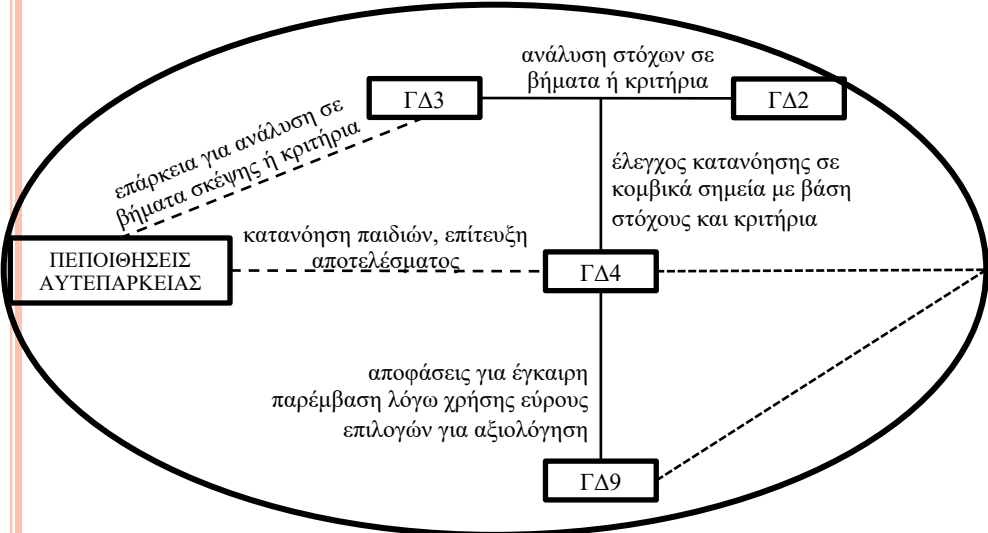 ανάλυση στόχων σε
βήματα ή κριτήρια
ΓΔ3
ΓΔ2
επάρκεια για ανάλυση σε
βήματα σκέψης ή κριτήρια
έλεγχος κατανόησης σε
κομβικά σημεία με βάση
στόχους και κριτήρια
ΠΕΠΟΙΘΗΣΕΙΣ
ΑΥΤΕΠΑΡΚΕΙΑΣ
κατανόηση παιδιών, επίτευξη
αποτελέσματος
ΓΔ4
αποφάσεις για έγκαιρη
παρέμβαση λόγω χρήσης εύρους
επιλογών για αξιολόγηση
ΓΔ9